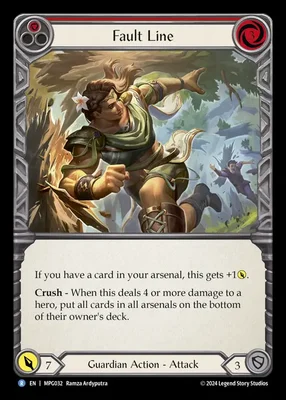 Fault Line
If you have a card in your arsenal, this gets +1
Crush - When this deals 4 or more damage to a
hero, put all cards in all arsenals on the bottom
of their owner's deck.
7
Guardian Action - Attack
3
R EN | MPG032 Ramza Ardyputra
© 2024 Legend Story Studios